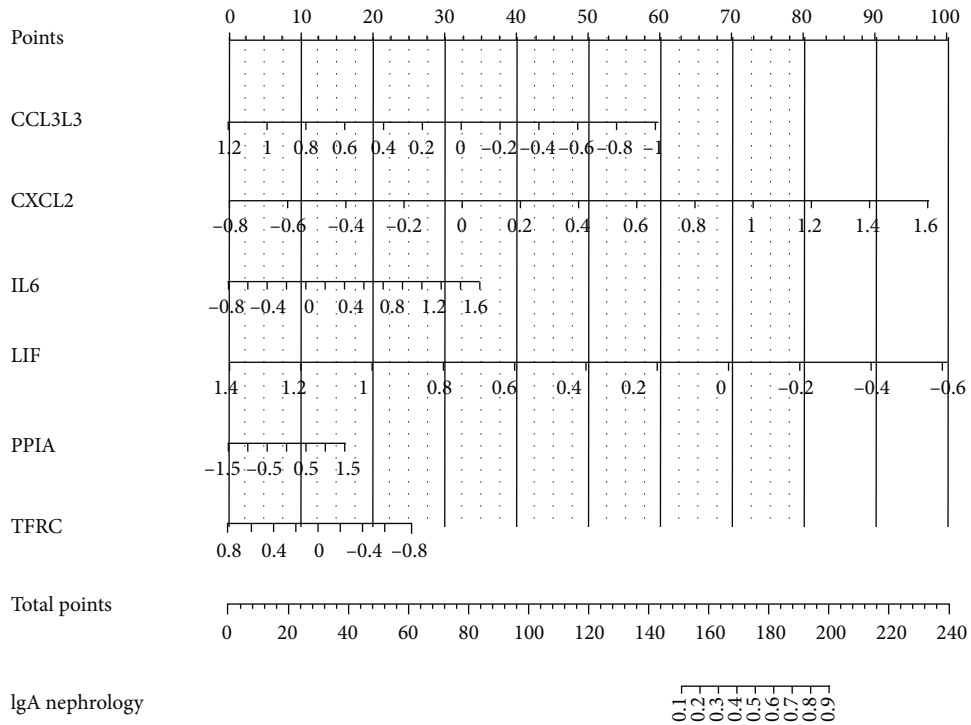 0 10 20 30 40 50 60 70 80 90 100
Points
CCL3L3
1.2 1 0.8 0.6 0.4 0.2 0 –0.2 –0.4 –0.6 –0.8 –1
CXCL2
–0.8 –0.6 –0.4 –0.2 0 0.2 0.4 0.6 0.8 1 1.2 1.4 1.6
IL6
–0.8 –0.4 0 0.4 0.8 1.2 1.6
LIF
1.4 1.2 1 0.8 0.6 0.4 0.2 0 –0.2 –0.4 –0.6
PPIA
–1.5 –0.5 0.5 1.5
TFRC
0.8 0.4 0 –0.4 –0.8
Total points
0 20 40 60 80 100 120 140 160 180 200 220 240
lgA nephrology
0.1 0.2 0.3 0.4 0.5 0.6 0.7 0.8 0.9